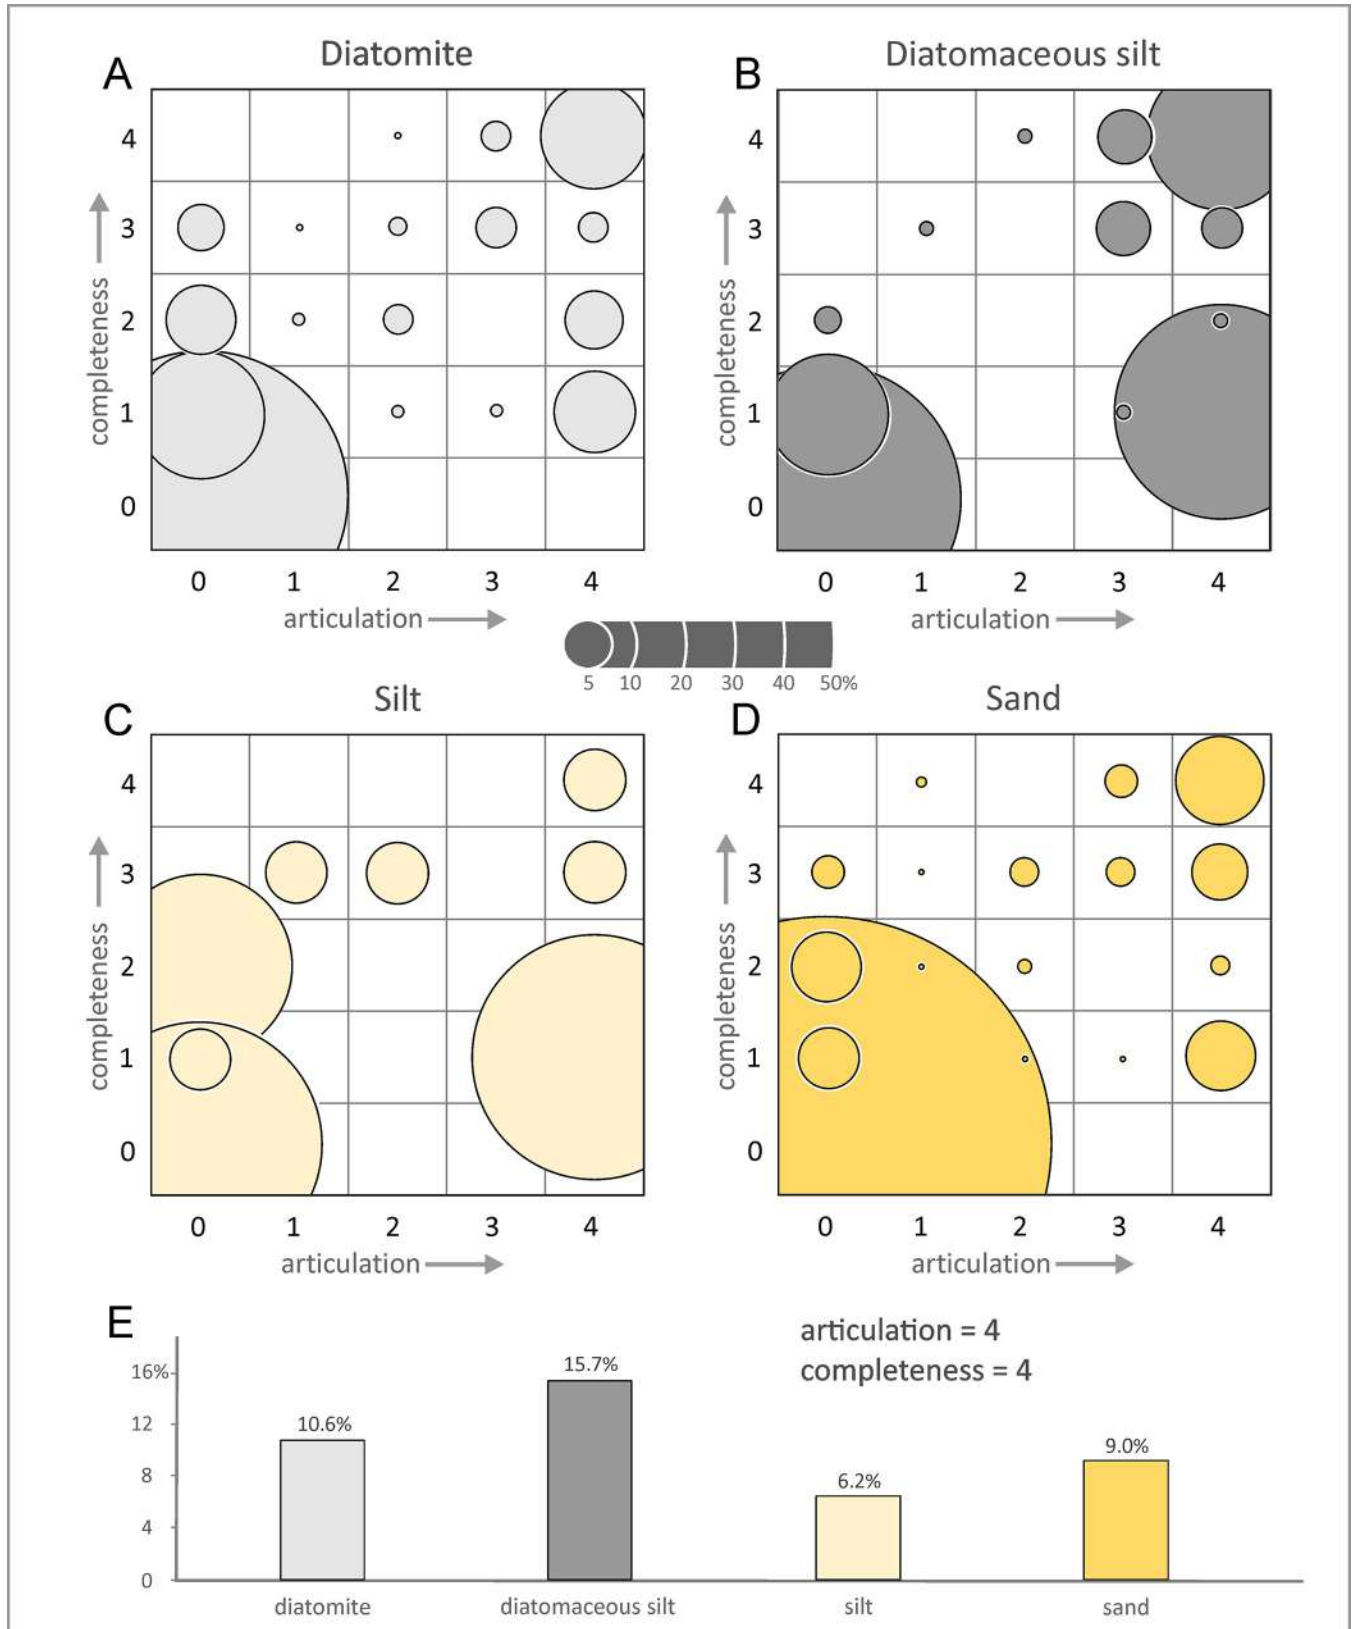 A
Diatomite
4
3
2
1
0
completeness
0 1 2 3 4
articulation
B
Diatomaceous silt
4
3
2
1
0
completeness
0 1 2 3 4
articulation
5 10 20 30 40 50%
C
Silt
4
3
2
1
0
completeness
0 1 2 3 4
articulation
D
Sand
4
3
2
1
0
completeness
0 1 2 3 4
articulation
E
articulation = 4
completeness = 4
16%
12
8
4
0
10.6%
15.7%
6.2%
9.0%
diatomite diatomaceous silt silt sand